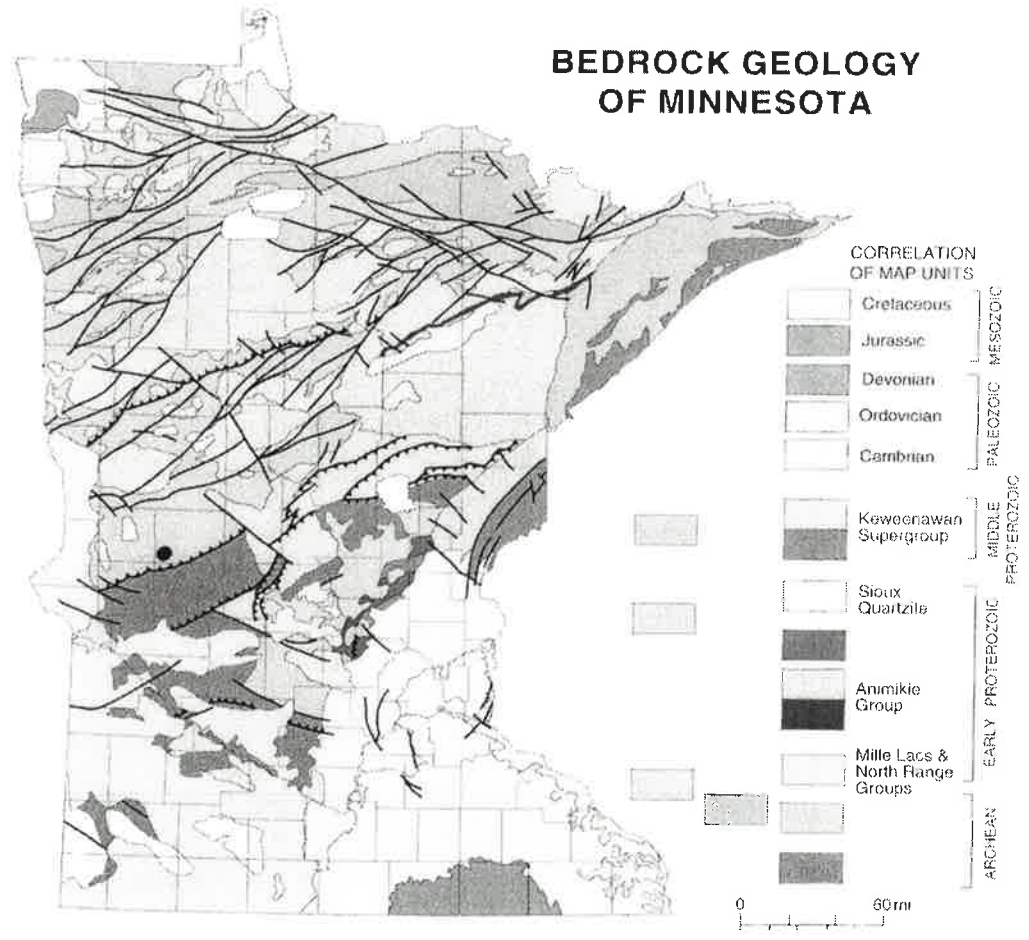 BEDROCK GEOLOGY
OF MINNESOTA
CORRELATION
OF MAP UNITS
Cretaceous
Jurassic
MESOZOIC
Devonian
Ordovician
Cambrian
PALEOZOIC
Keweenawan
Supergroup
MIDDLE
PROTEROZOIC
Sioux
Quartzite
Animikie
Group
Mille Lacs &
North Range
Groups
EARLY PROTEROZOIC
ARCHEAN
0 60 mi